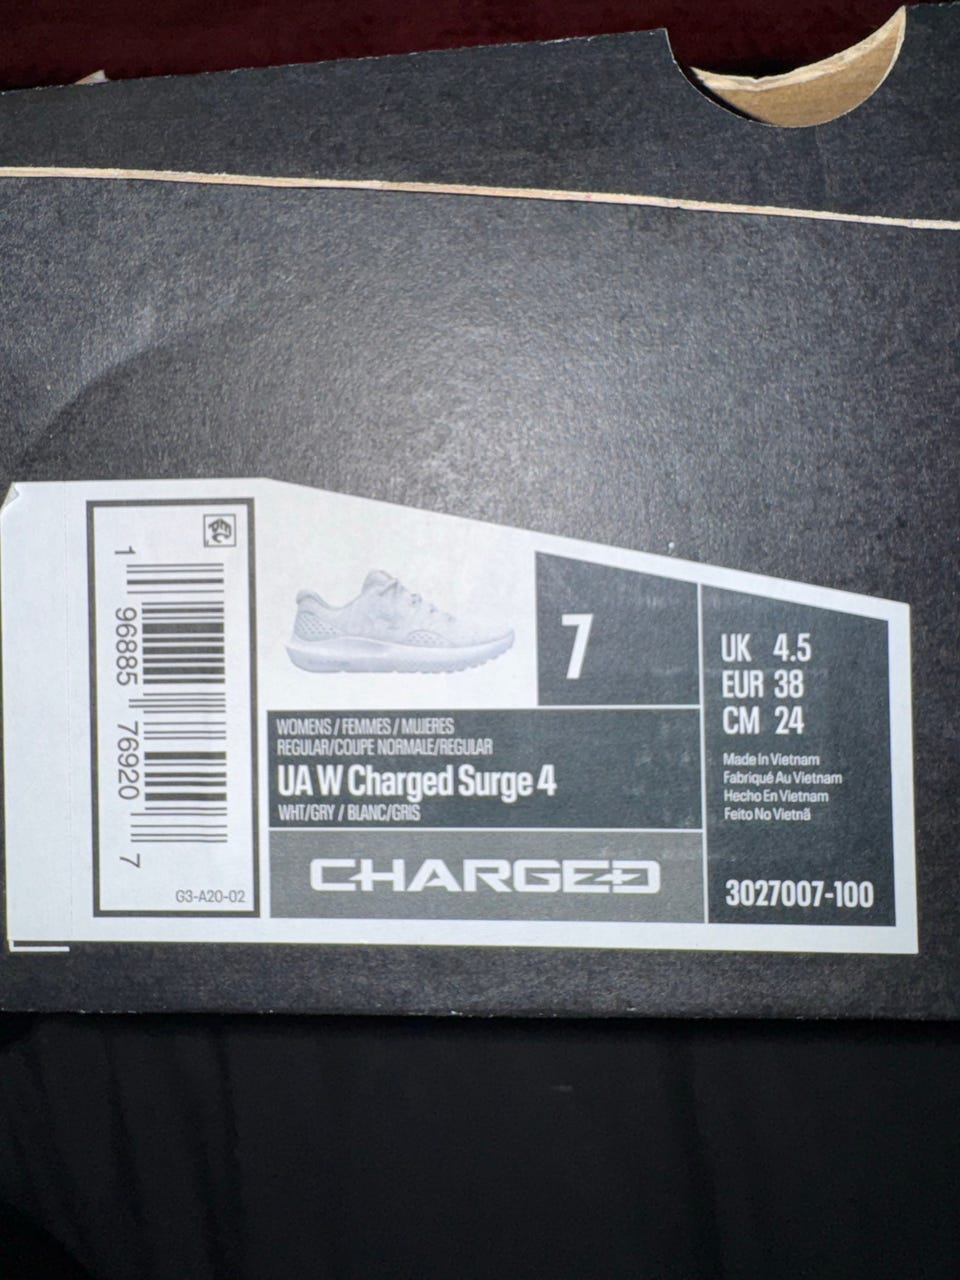 1 96885 76920 7
G3-A20-02
7
WOMENS / FEMMES / MUJERES
REGULAR/COUPE NORMALE/REGULAR
UA W Charged Surge 4
WHT/GRY / BLANC/GRIS
CHARGED
UK 4.5
EUR 38
CM 24
Made In Vietnam
Fabriqué Au Vietnam
Hecho En Vietnam
Feito No Vietnã
3027007-100